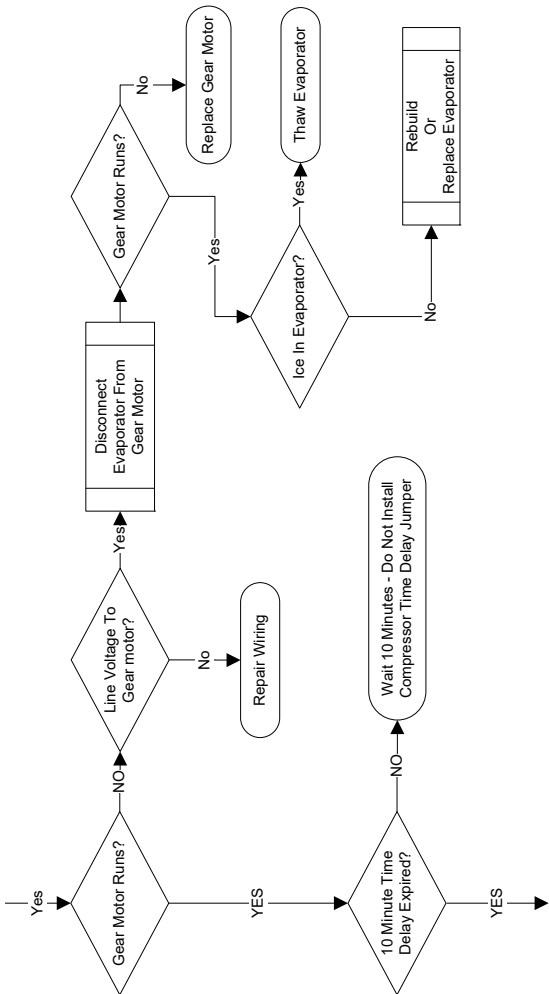 Yes
Gear Motor Runs?
NO
Line Voltage To
Gear motor?
Yes
Disconnect
Evaporator From
Gear Motor
Gear Motor Runs?
No
Replace Gear Motor
Yes
Ice In Evaporator?
Yes
Thaw Evaporator
No
Rebuild
Or
Replace Evaporator
No
Repair Wiring
YES
10 Minute Time
Delay Expired?
NO
Wait 10 Minutes - Do Not Install
Compressor Time Delay Jumper
YES